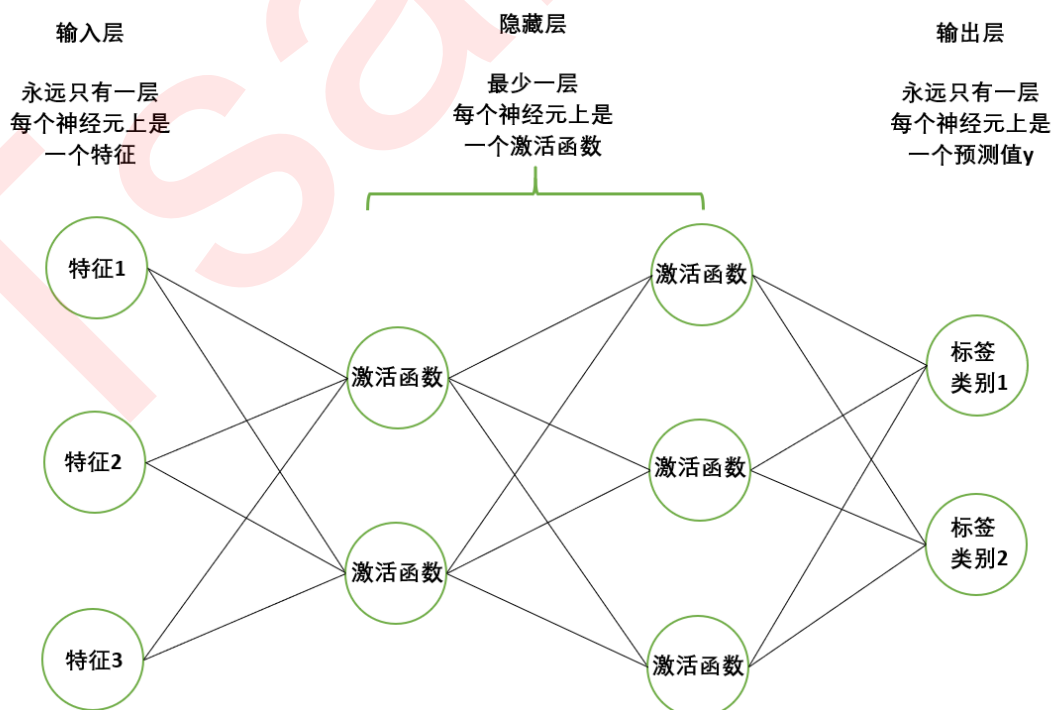 输入层
永远只有一层
每个神经元上是
一个特征
隐藏层
最少一层
每个神经元上是
一个激活函数
输出层
永远只有一层
每个神经元上是
一个预测值y
特征1
特征2
特征3
激活函数
激活函数
激活函数
激活函数
激活函数
标签
类别1
标签
类别2